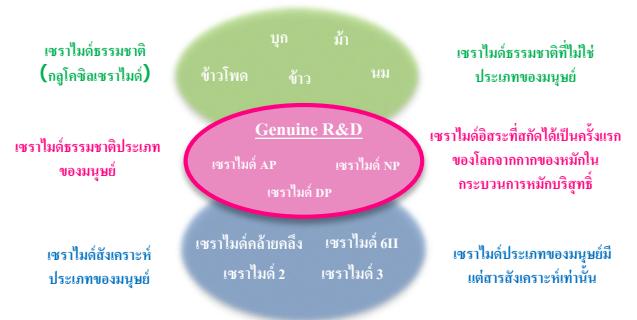 เซราไมด์ธรรมชาติ
(กลูโคซิลเซราไมด์)
บุก ม้า
ข้าวโพด ข้าว นม
เซราไมด์ธรรมชาติที่ไม่ใช่
ประเภทของมนุษย์
เซราไมด์ธรรมชาติประเภท
ของมนุษย์
Genuine R&D
เซราไมด์ AP เซราไมด์ NP
เซราไมด์ DP
เซราไมด์อิสระที่สกัดได้เป็นครั้งแรก
ของโลกจากกากของหมักใน
กระบวนการหมักบริสุทธิ์
เซราไมด์สังเคราะห์
ประเภทของมนุษย์
เซราไมด์คล้ายคลึง เซราไมด์ 6II
เซราไมด์ 2 เซราไมด์ 3
เซราไมด์ประเภทของมนุษย์มี
แต่สารสังเคราะห์เท่านั้น